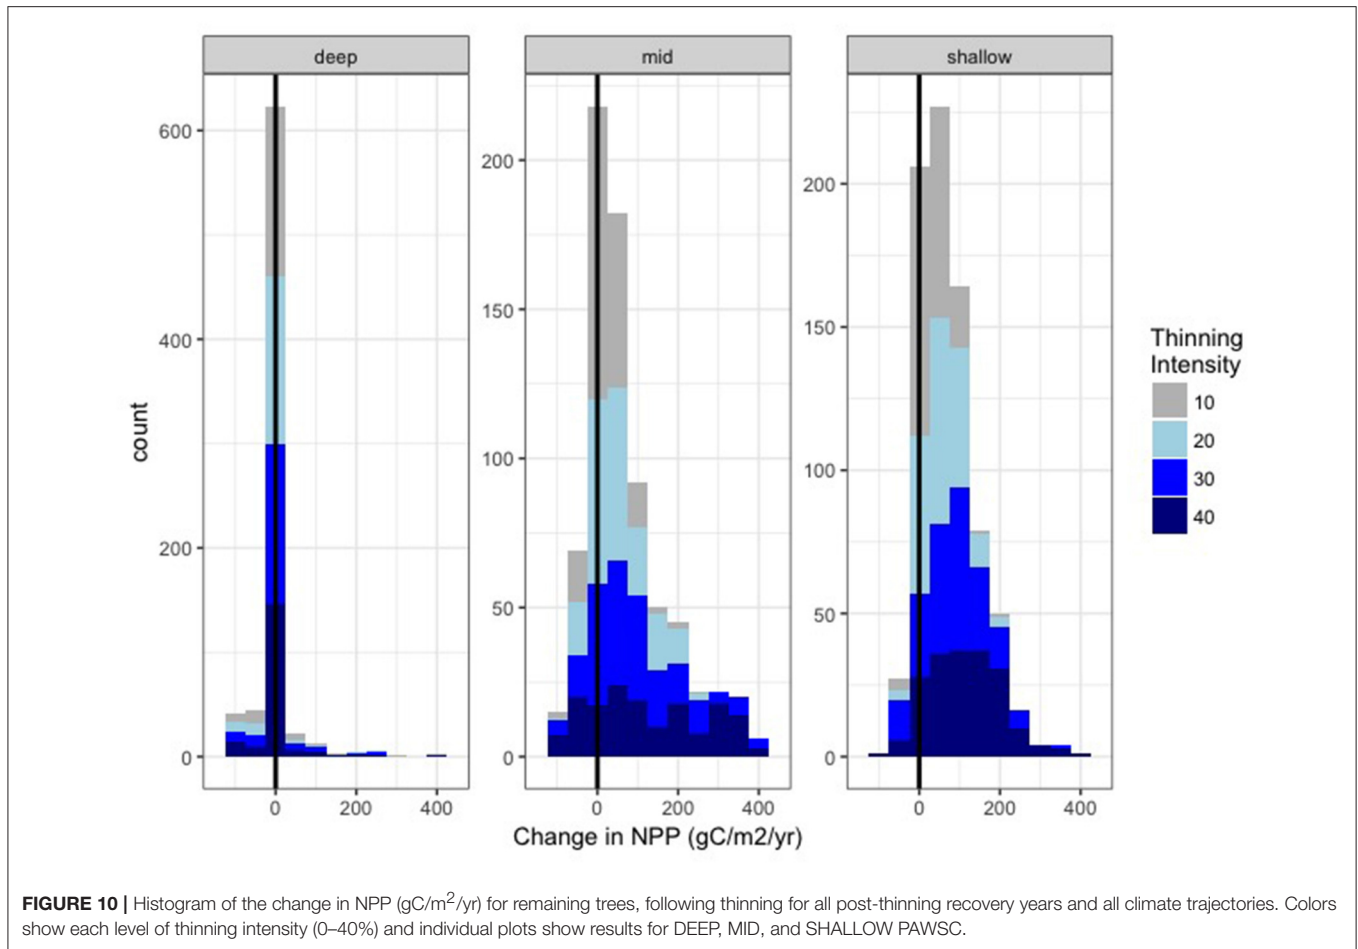 deep
mid
shallow
600
400
200
0
200
150
100
50
0
200
150
100
50
0
count
0 200 400
0 200 400
0 200 400
Change in NPP (gC/m2/yr)
Thinning
Intensity
10
20
30
40
FIGURE 10 | Histogram of the change in NPP (gC/m²/yr) for remaining trees, following thinning for all post-thinning recovery years and all climate trajectories. Colors
show each level of thinning intensity (0–40%) and individual plots show results for DEEP, MID, and SHALLOW PAWSC.